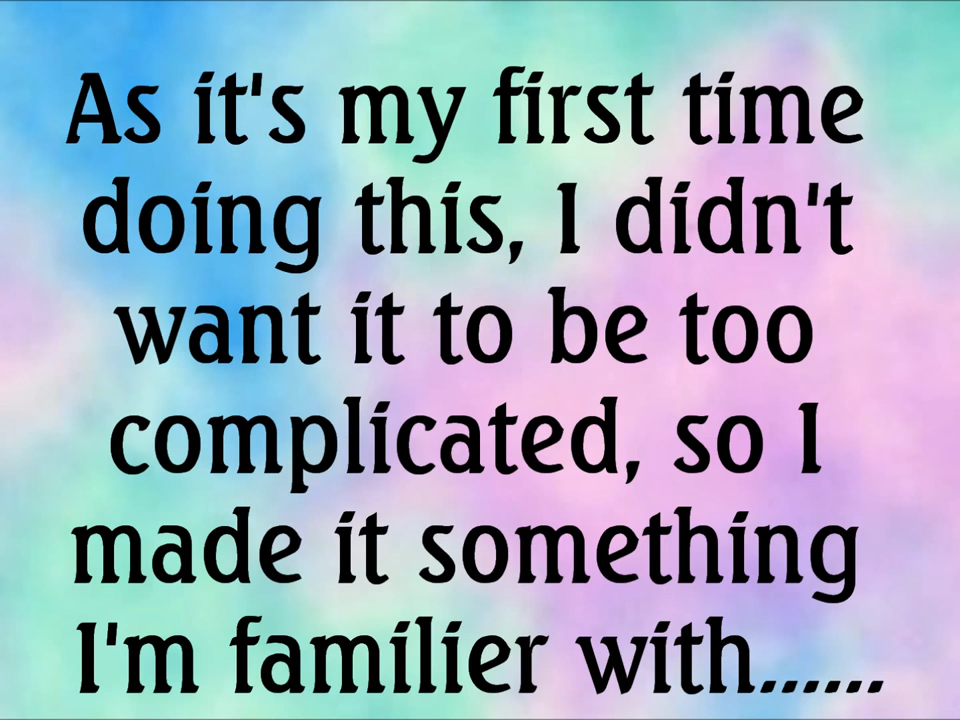 As it's my first time
doing this, I didn't
want it to be too
complicated, so I
made it something
I'm familier with......